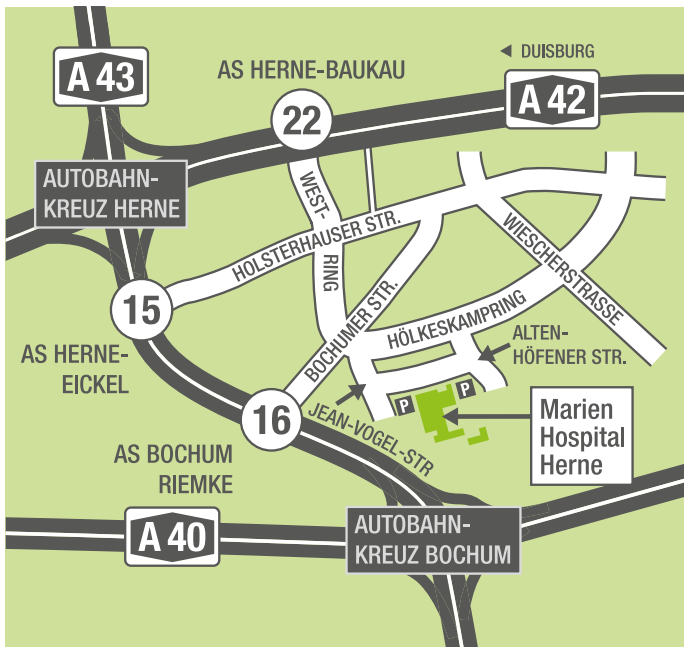 A 43
AS HERNE-BAUKAU
◄ DUISBURG
A 42
22
AUTOBAHN-
KREUZ HERNE
WEST-
RING
HOLSTERHAUSER STR.
WIESCHERSTRASSE
15
BOCHUMER STR.
HÖLKESKAMPRING
AS HERNE-
EICKEL
ALTEN-
HÖFENER STR.
16
JEAN-VOGEL-STR
P
P
Marien
Hospital
Herne
AS BOCHUM
RIEMKE
A 40
AUTOBAHN-
KREUZ BOCHUM